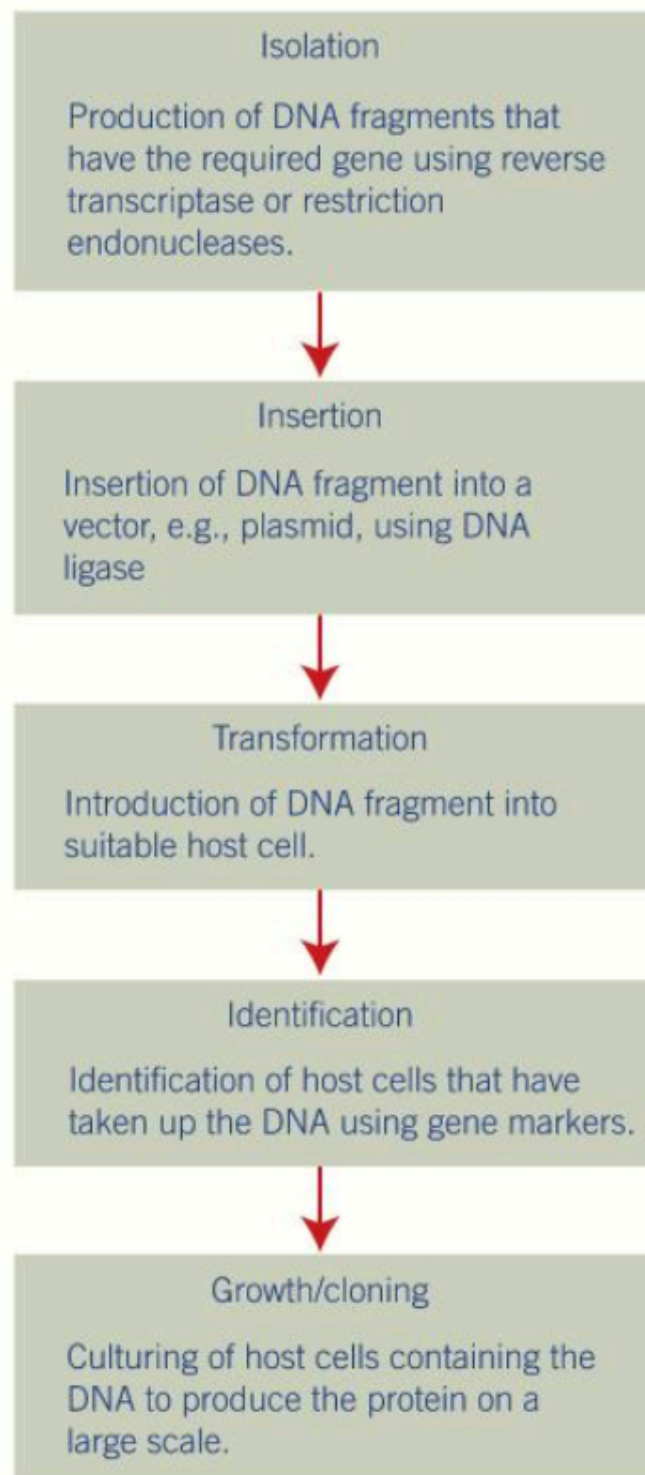 Isolation
Production of DNA fragments that
have the required gene using reverse
transcriptase or restriction
endonucleases.
Insertion
Insertion of DNA fragment into a
vector, e.g., plasmid, using DNA
ligase
Transformation
Introduction of DNA fragment into
suitable host cell.
Identification
Identification of host cells that have
taken up the DNA using gene markers.
Growth/cloning
Culturing of host cells containing the
DNA to produce the protein on a
large scale.